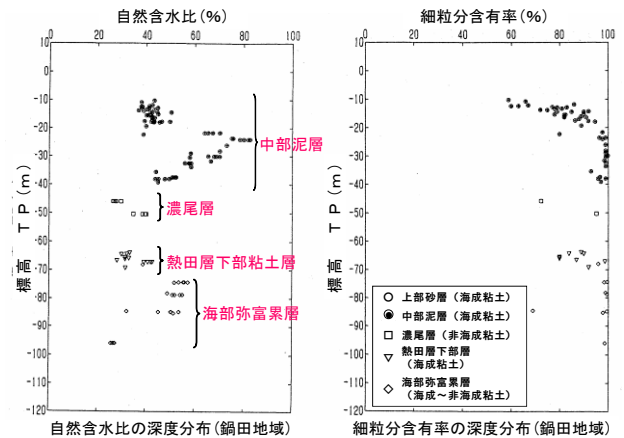 自然含水比(%)
0 20 40 60 80 100
10
0
-10
-20
-30
-40
-50
-60
-70
-80
-90
-100
-110
-120
標高 TP(m)
中部泥層
濃尾層
熱田層下部粘土層
海部弥富累層
自然含水比の深度分布(鍋田地域)
細粒分含有率(%)
0 20 40 60 80 100
10
0
-10
-20
-30
-40
-50
-60
-70
-80
-90
-100
-110
-120
標高 TP(m)
上部砂層(海成粘土)
中部泥層(海成粘土)
濃尾層(非海成粘土)
熱田層下部層
(海成粘土)
海部弥富累層
(海成~非海成粘土)
細粒分含有率の深度分布(鍋田地域)